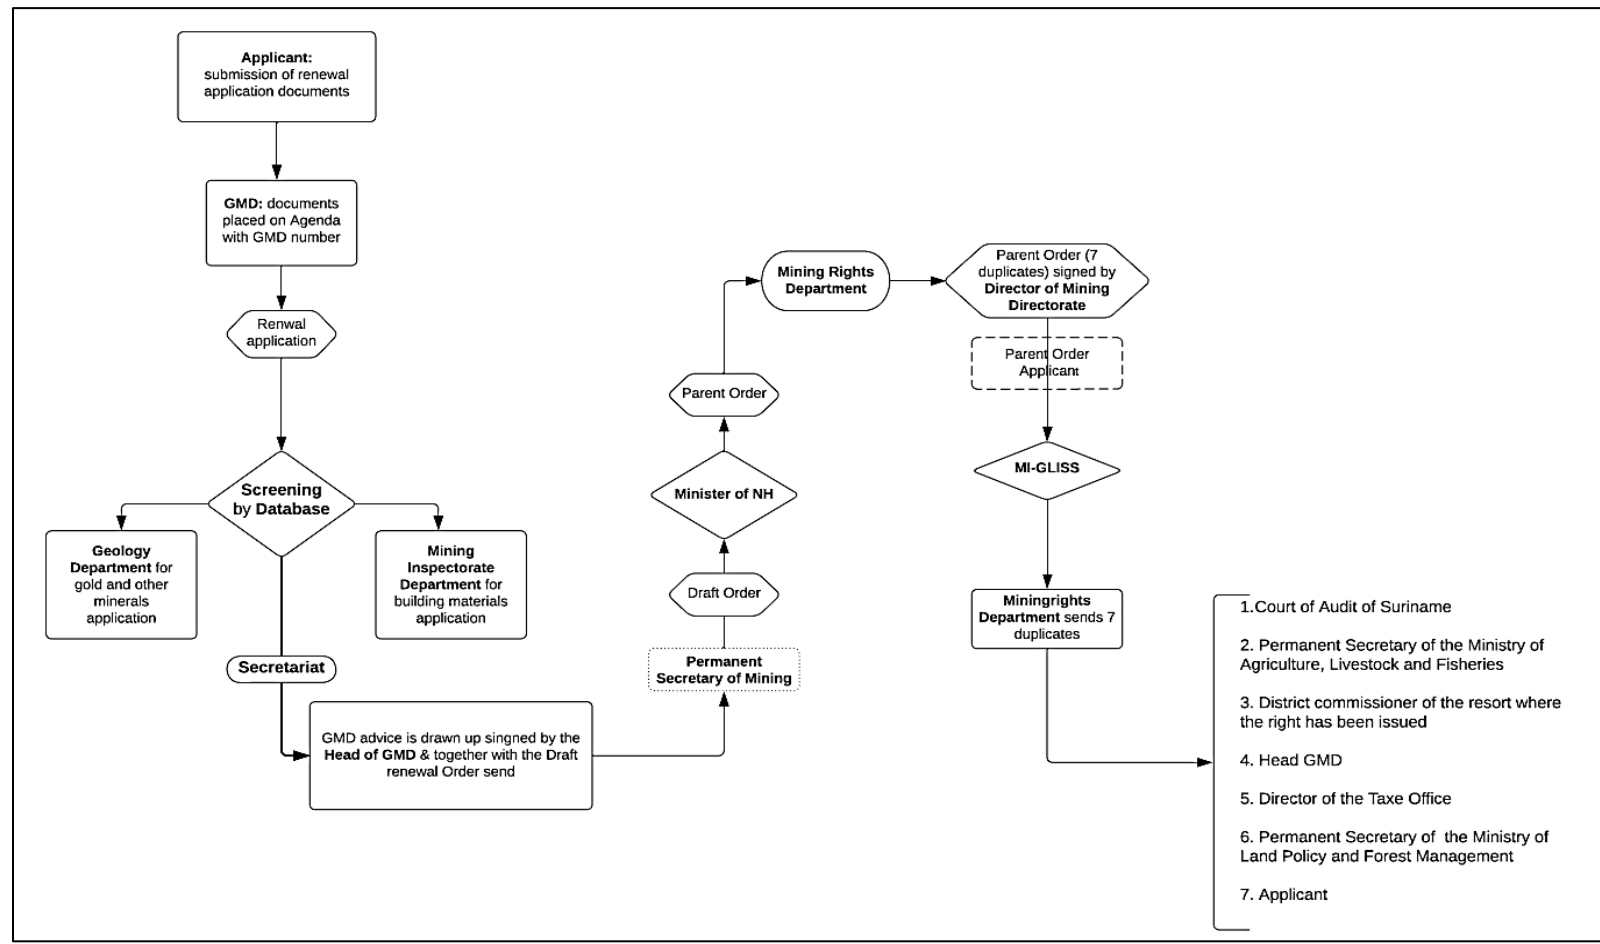 Applicant:
submission of renewal
application documents
GMD: documents
placed on Agenda
with GMD number
Renwal
application
Screening
by Database
Geology
Department for
gold and other
minerals
application
Mining
Inspectorate
Department for
building materials
application
Secretariat
GMD advice is drawn up singned by the
Head of GMD & together with the Draft
renewal Order send
Permanent
Secretary of Mining
Draft Order
Minister of NH
Parent Order
Mining Rights
Department
Parent Order (7
duplicates) signed by
Director of Mining
Directorate
Parent Order
Applicant
MI-GLISS
Miningrights
Department sends 7
duplicates
1.Court of Audit of Suriname
2. Permanent Secretary of the Ministry of
Agriculture, Livestock and Fisheries
3. District commissioner of the resort where
the right has been issued
4. Head GMD
5. Director of the Taxe Office
6. Permanent Secretary of  the Ministry of
Land Policy and Forest Management
7. Applicant